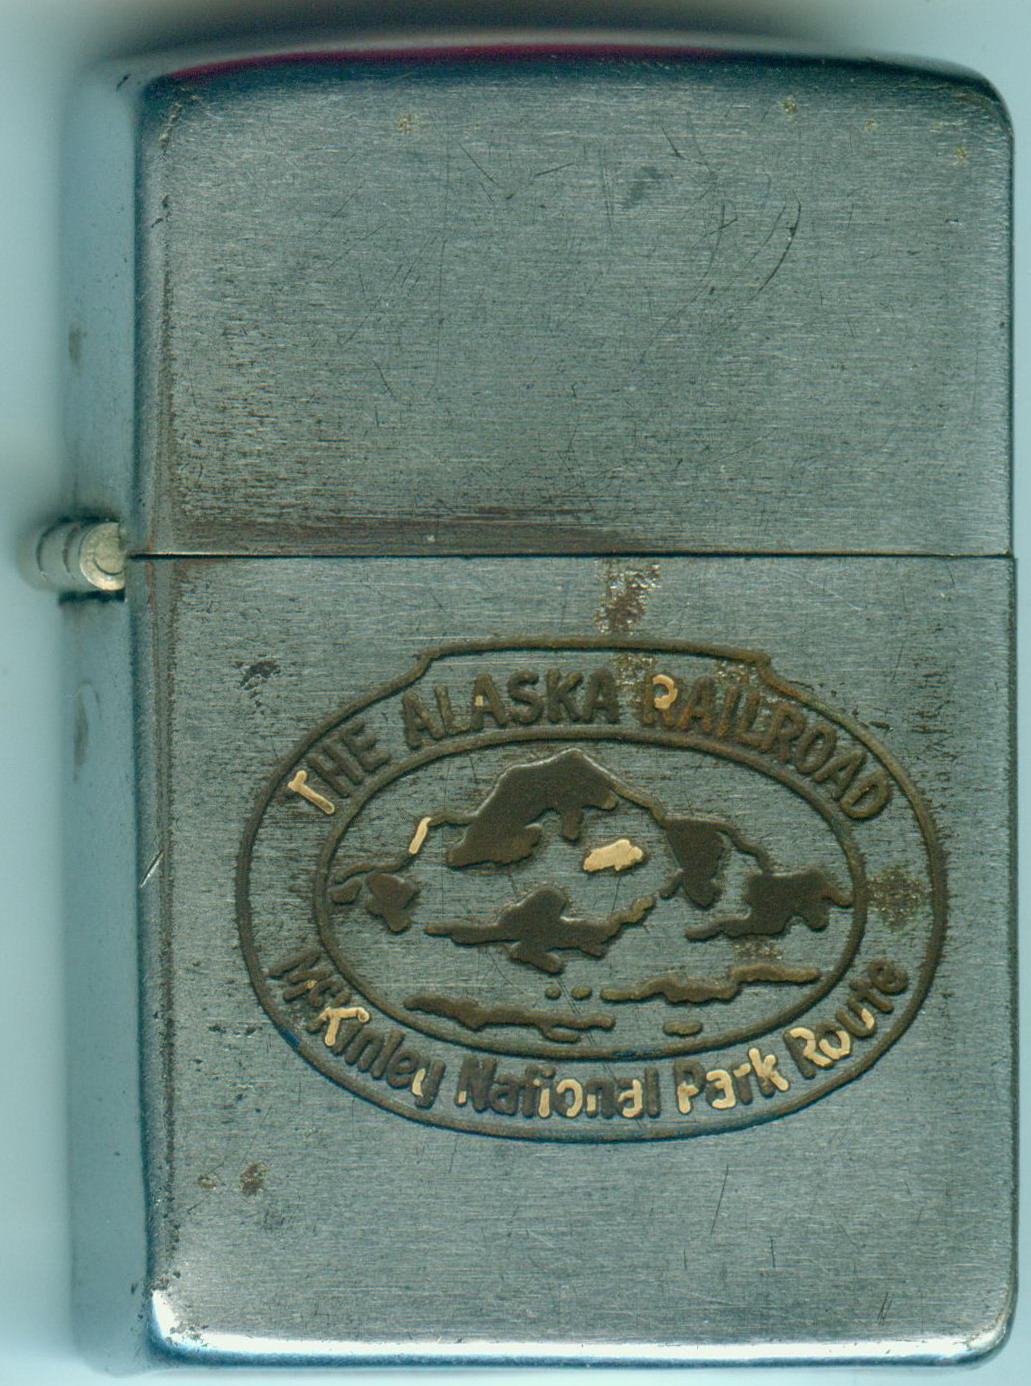 THE ALASKA RAILROAD
McKinley National Park Route